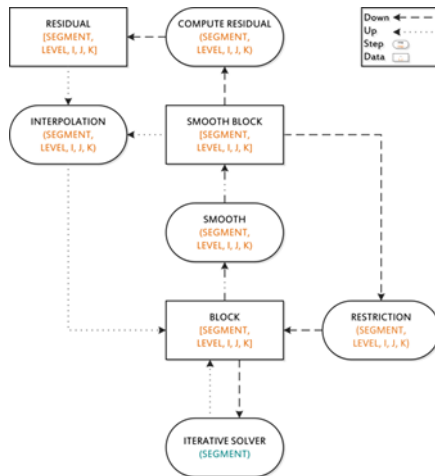 RESIDUAL
[SEGMENT,
LEVEL, I, J, K]
COMPUTE RESIDUAL
(SEGMENT,
LEVEL, I, J, K)
Down
Up
Step
Data
INTERPOLATION
(SEGMENT,
LEVEL, I, J, K)
SMOOTH BLOCK
[SEGMENT,
LEVEL, I, J, K]
SMOOTH
(SEGMENT,
LEVEL, I, J, K)
BLOCK
[SEGMENT,
LEVEL, I, J, K]
RESTRICTION
(SEGMENT,
LEVEL, I, J, K)
ITERATIVE SOLVER
(SEGMENT)